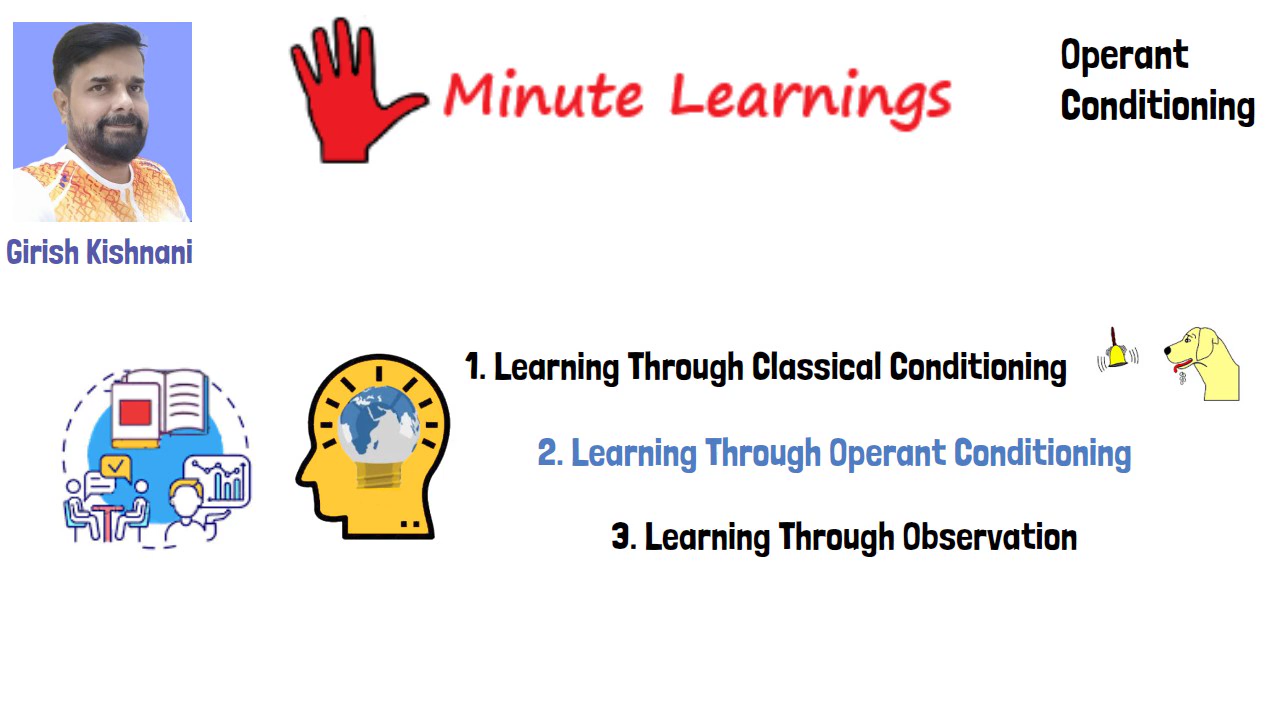 Minute Learnings
Operant
Conditioning
Girish Kishnani
1. Learning Through Classical Conditioning
2. Learning Through Operant Conditioning
3. Learning Through Observation